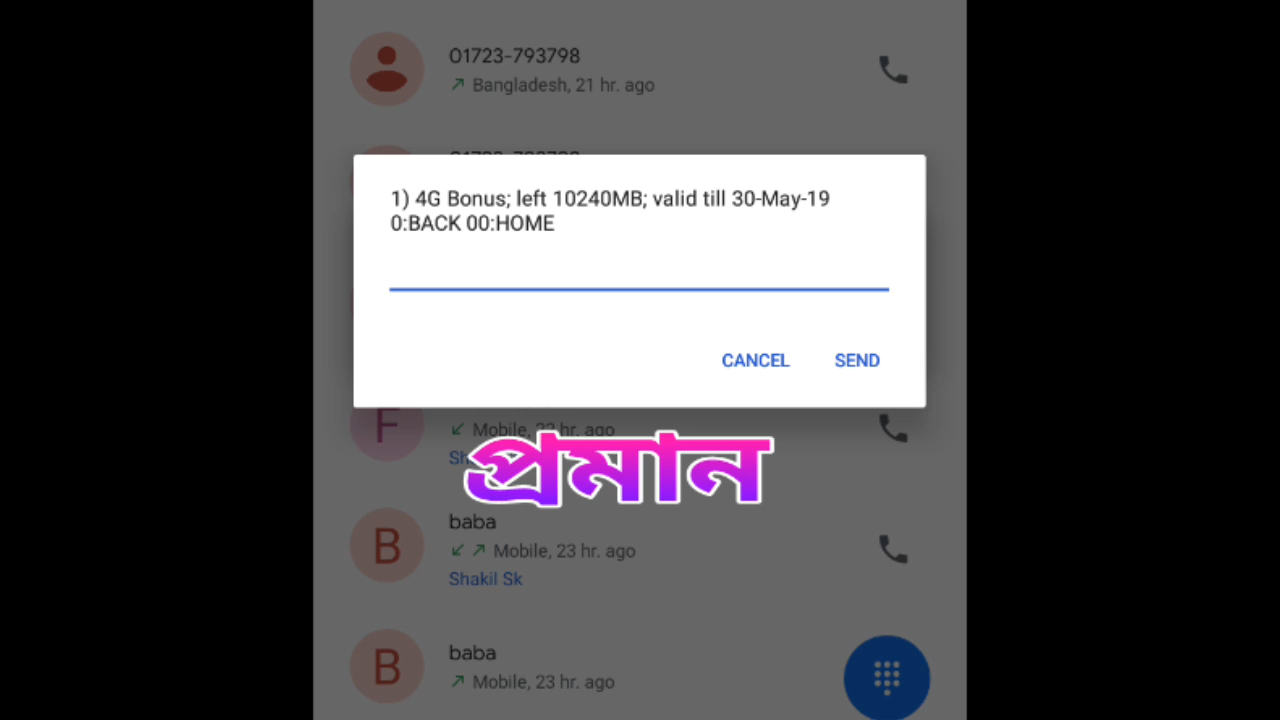 01723-793798
Bangladesh, 21 hr. ago
1) 4G Bonus; left 10240MB; valid till 30-May-19
0:BACK 00:HOME
CANCEL SEND
F
Mobile, 22 hr. ago
Sh
প্রমান
B
baba
Mobile, 23 hr. ago
Shakil Sk
B
baba
Mobile, 23 hr. ago